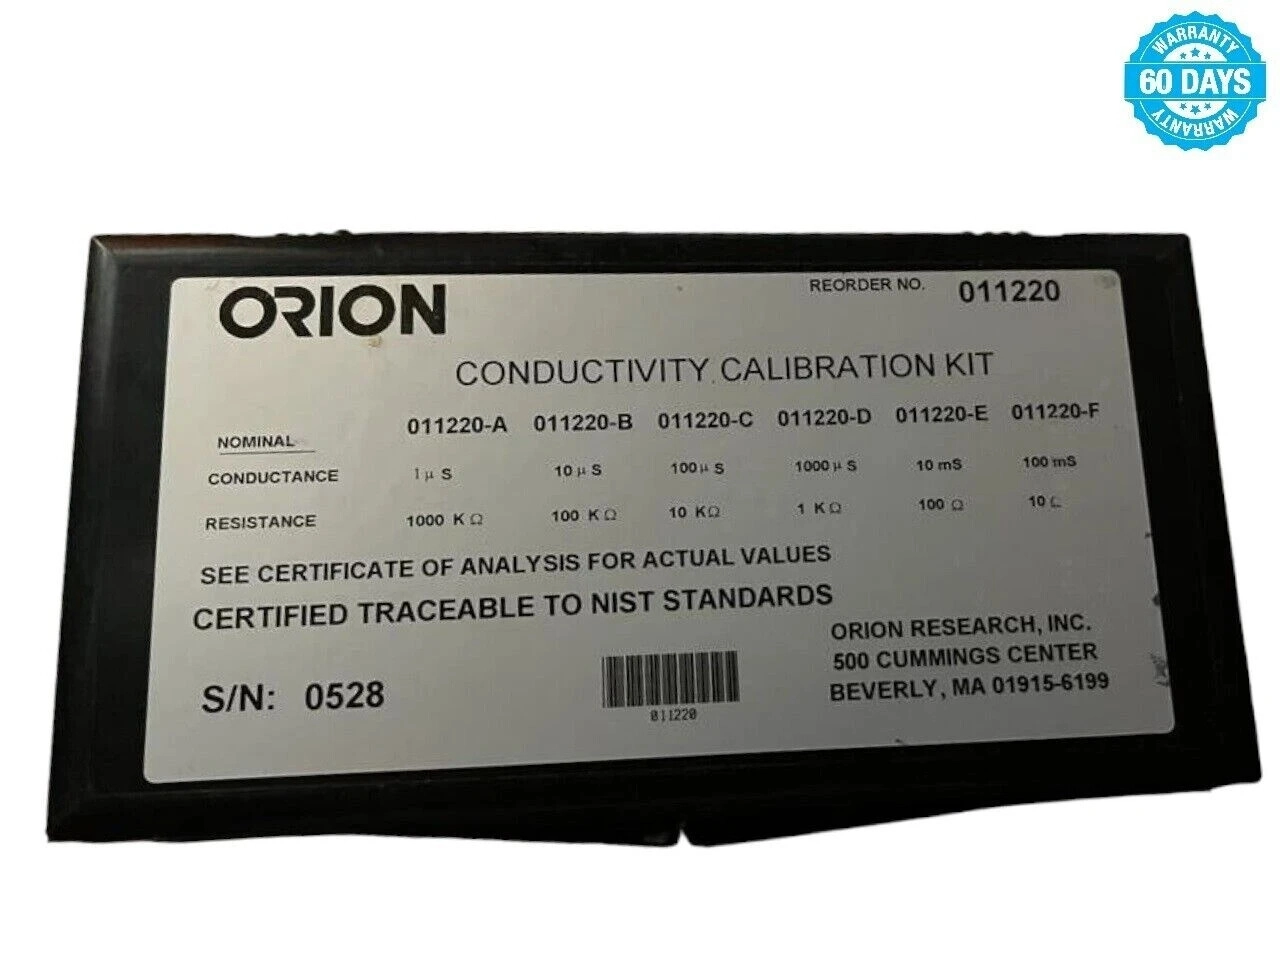 WARRANTY
60 DAYS
WARRANTY
ORION
REORDER NO. 011220
CONDUCTIVITY CALIBRATION KIT
NOMINAL 011220-A 011220-B 011220-C 011220-D 011220-E 011220-F
CONDUCTANCE 1 µ S 10 µ S 100 µ S 1000 µ S 10 mS 100 mS
RESISTANCE 1000 K Ω 100 K Ω 10 K Ω 1 K Ω 100 Ω 10
SEE CERTIFICATE OF ANALYSIS FOR ACTUAL VALUES
CERTIFIED TRACEABLE TO NIST STANDARDS
ORION RESEARCH, INC.
500 CUMMINGS CENTER
BEVERLY, MA 01915-6199
S/N: 0528
011220